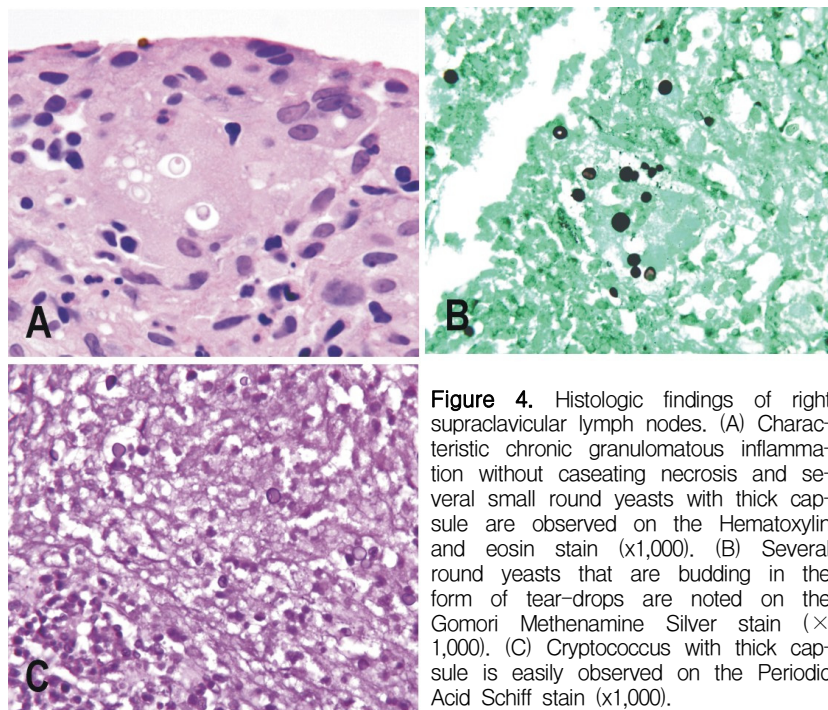 A
B
C
Figure 4. Histologic findings of right
supraclavicular lymph nodes. (A) Charac-
teristic chronic granulomatous inflamma-
tion without caseating necrosis and se-
veral small round yeasts with thick cap-
sule are observed on the Hematoxylin
and eosin stain (x1,000). (B) Several
round yeasts that are budding in the
form of tear-drops are noted on the
Gomori Methenamine Silver stain (×
1,000). (C) Cryptococcus with thick cap-
sule is easily observed on the Periodic
Acid Schiff stain (x1,000).